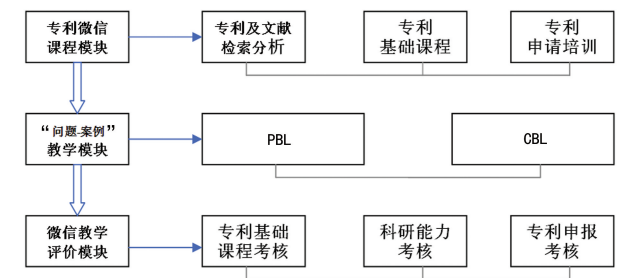 专利微信
课程模块
专利及文献
检索分析
专利
基础课程
专利
申请培训
“问题-案例”
教学模块
PBL
CBL
微信教学
评价模块
专利基础
课程考核
科研能力
考核
专利申报
考核